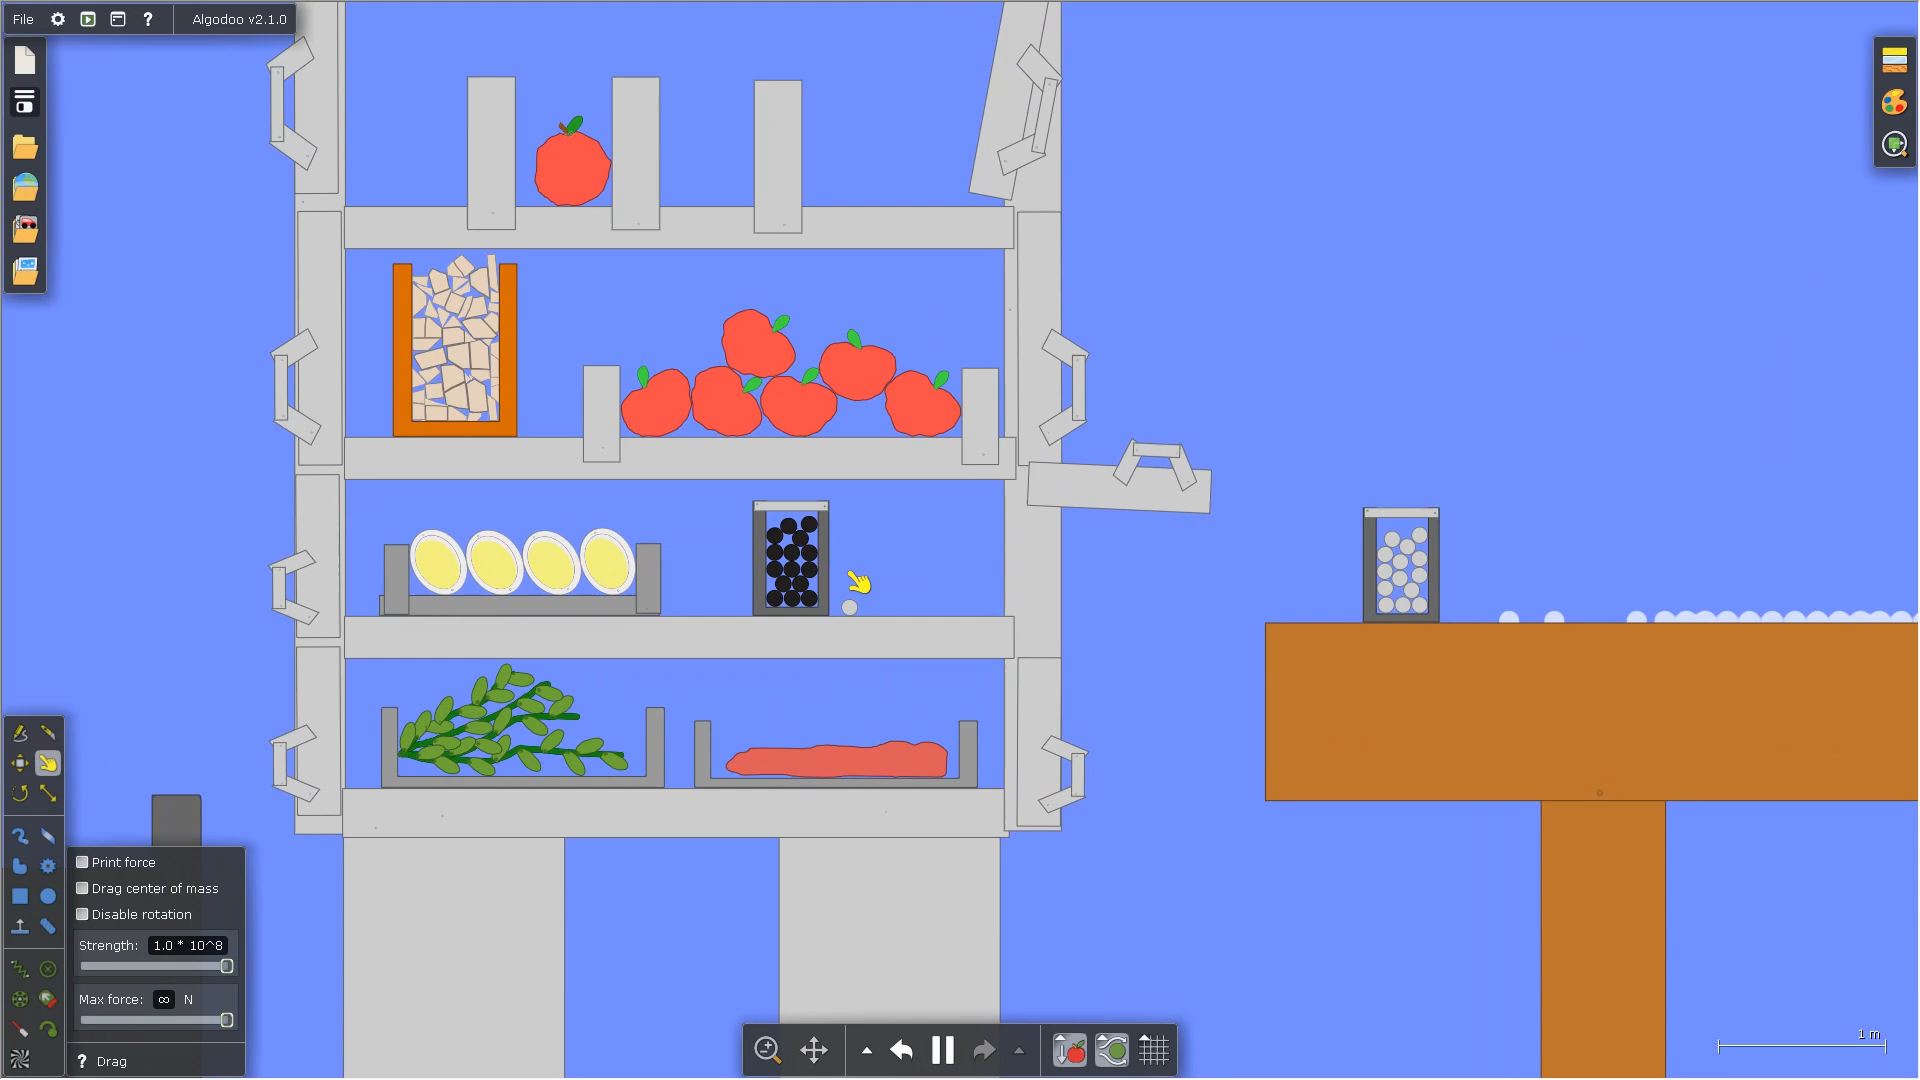 File ? Algodoo v2.1.0
Print force
Drag center of mass
Disable rotation
Strength: 1.0 * 10^8
Max force: ∞ N
? Drag
1 m